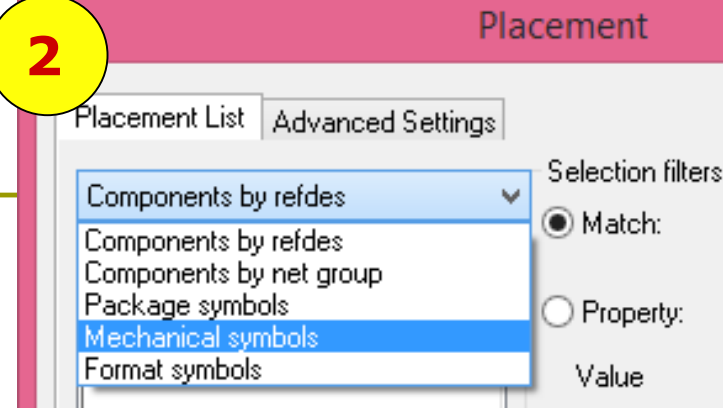 2
Placement
Placement List
Advanced Settings
Components by refdes
Components by refdes
Components by net group
Package symbols
Mechanical symbols
Format symbols
Selection filters
Match:
Property:
Value